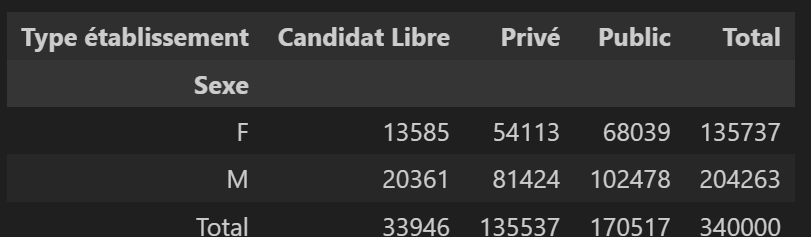 Type établissement Candidat Libre Privé Public Total
Sexe
F 13585 54113 68039 135737
M 20361 81424 102478 204263
Total 33946 135537 170517 340000